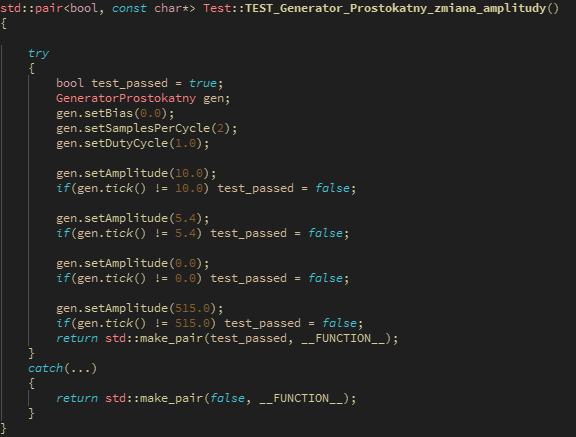 std::pair<bool, const char*> Test::TEST_Generator_Prostokatny_zmiana_amplitudy()
{
try
{
bool test_passed = true;
GeneratorProstokatny gen;
gen.setBias(0.0);
gen.setSamplesPerCycle(2);
gen.setDutyCycle(1.0);
gen.setAmplitude(10.0);
if(gen.tick() != 10.0) test_passed = false;
gen.setAmplitude(5.4);
if(gen.tick() != 5.4) test_passed = false;
gen.setAmplitude(0.0);
if(gen.tick() != 0.0) test_passed = false;
gen.setAmplitude(515.0);
if(gen.tick() != 515.0) test_passed = false;
return std::make_pair(test_passed, __FUNCTION__);
}
catch(...)
{
return std::make_pair(false, __FUNCTION__);
}
}